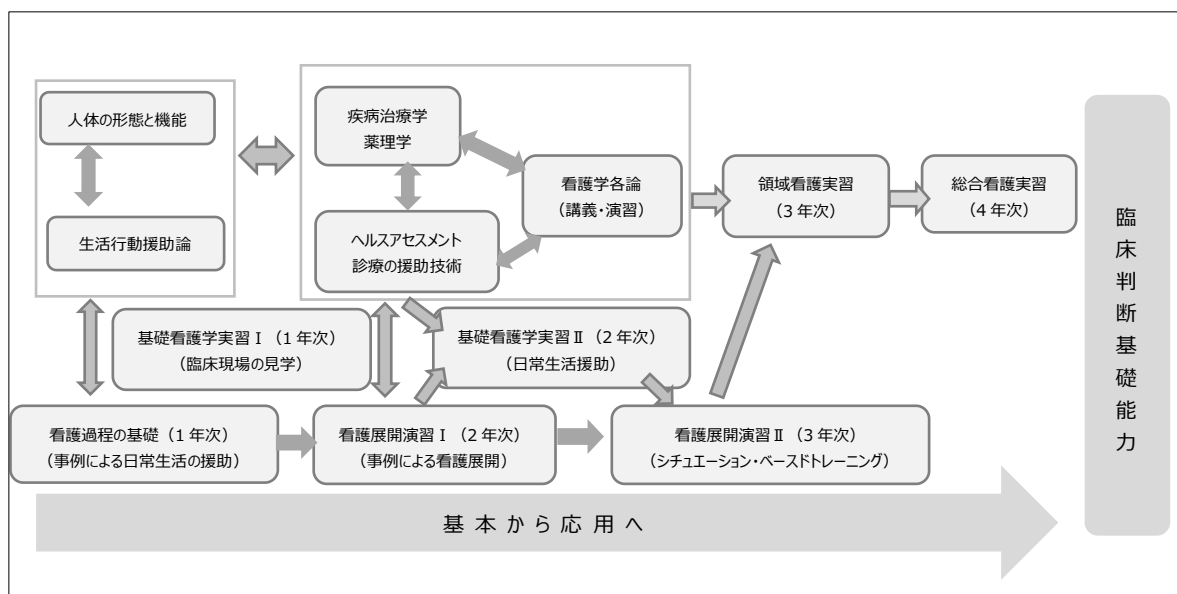 人体の形態と機能
生活行動援助論
疾病治療学
薬理学
ヘルスアセスメント
診療の援助技術
看護学各論
（講義・演習）
領域看護実習
（3 年次）
総合看護実習
（4 年次）
基礎看護学実習Ⅰ（1 年次）
（臨床現場の見学）
基礎看護学実習Ⅱ（2 年次）
（日常生活援助）
看護過程の基礎（1 年次）
（事例による日常生活の援助）
看護展開演習Ⅰ（2 年次）
（事例による看護展開）
看護展開演習Ⅱ（3 年次）
（シチュエーション・ベースドトレーニング）
基本から応用へ
臨床判断基礎能力